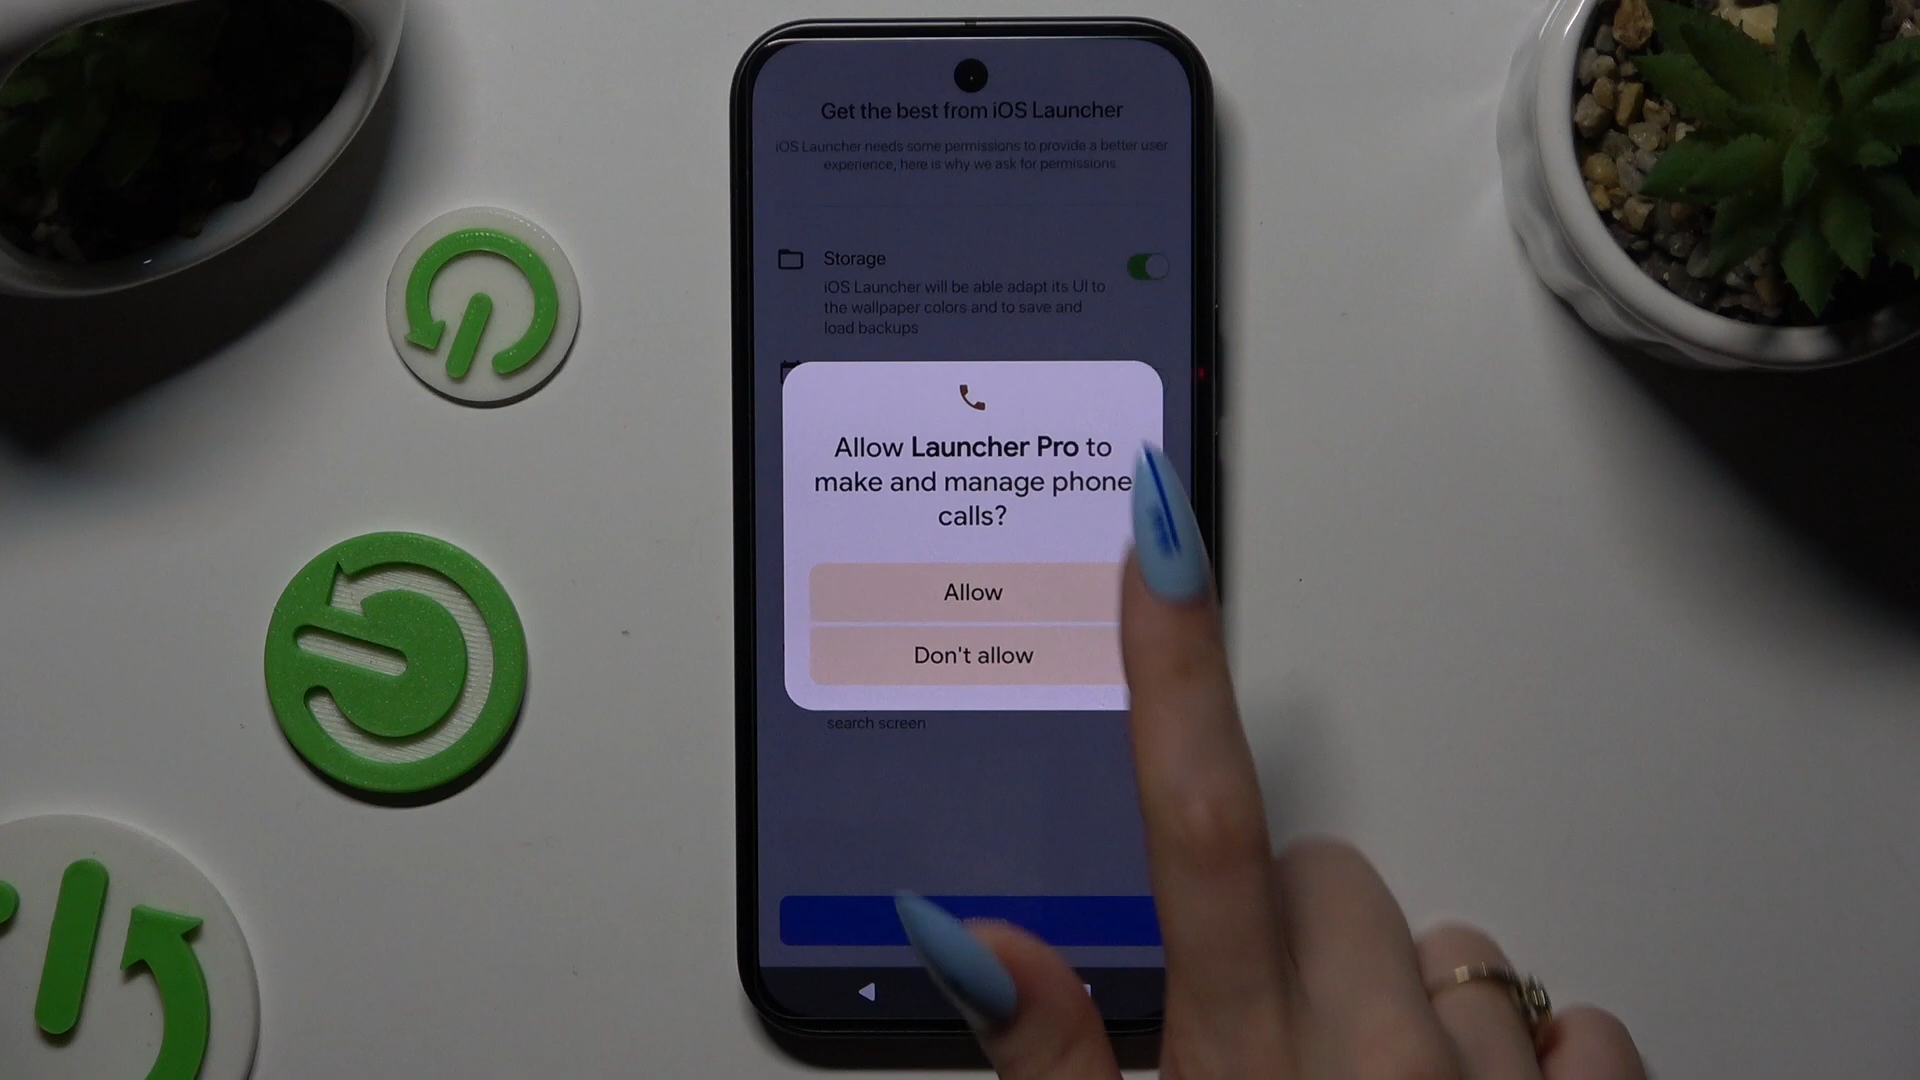 Get the best from iOS Launcher
iOS Launcher needs some permissions to provide a better user
experience, here is why we ask for permissions
Storage
iOS Launcher will be able adapt its UI to
the wallpaper colors and to save and
load backups
Allow Launcher Pro to
make and manage phone
calls?
Allow
Don't allow
search screen